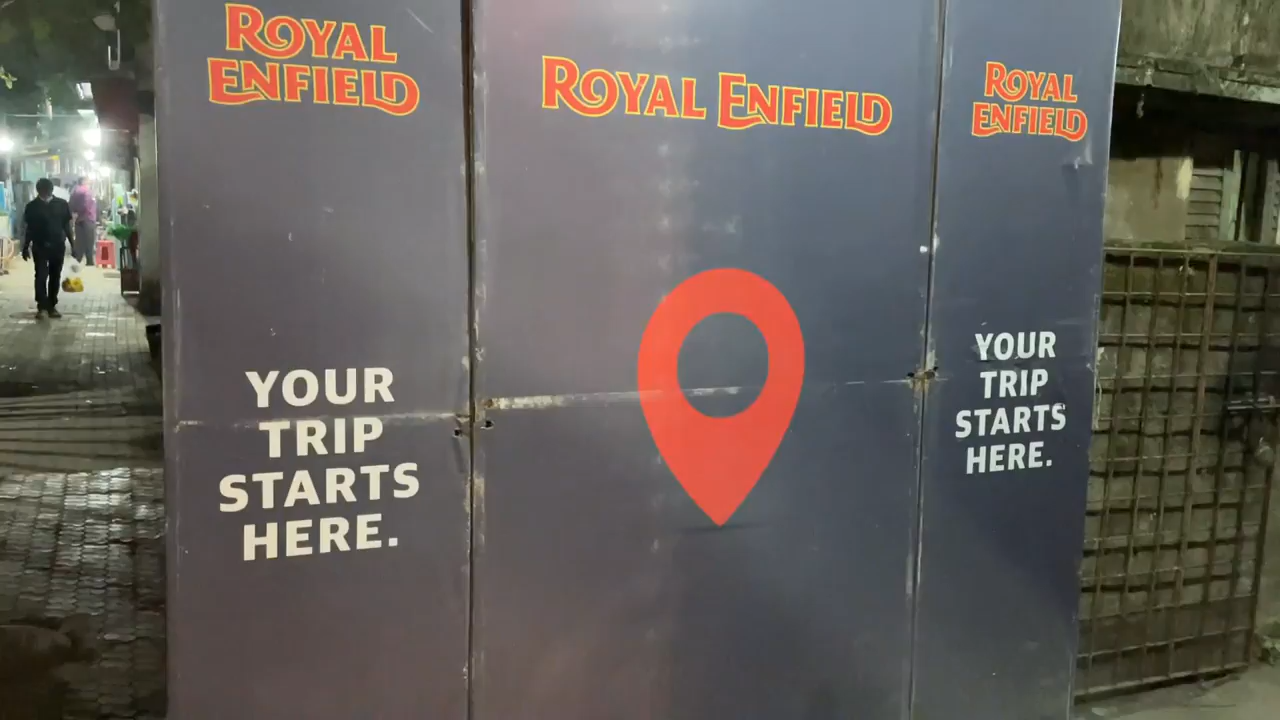 ROYAL
ENFIELD
YOUR
TRIP
STARTS
HERE.
ROYAL ENFIELD
ROYAL
ENFIELD
YOUR
TRIP
STARTS
HERE.